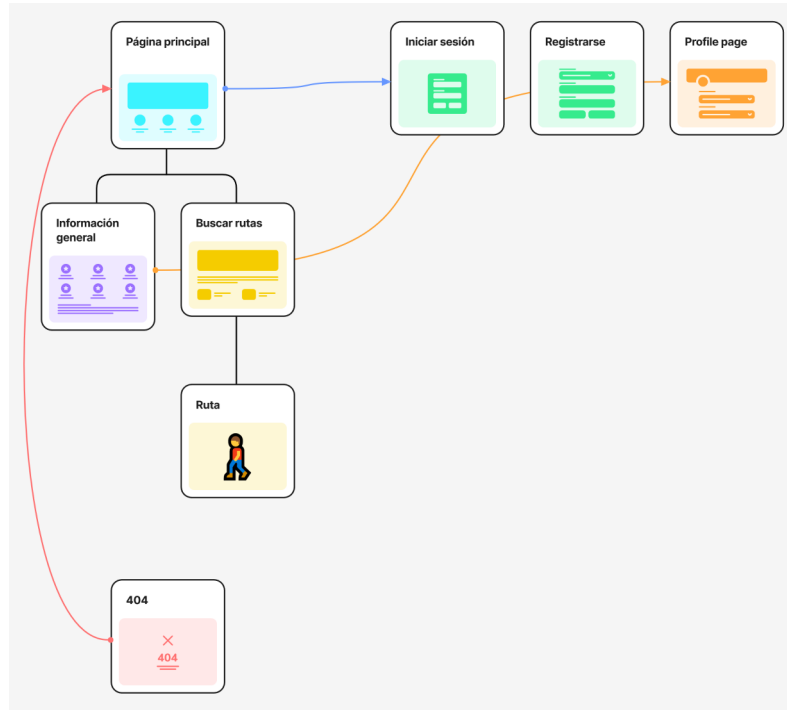 Página principal
Iniciar sesión
Registrarse
Profile page
Información
general
Buscar rutas
Ruta
404
404